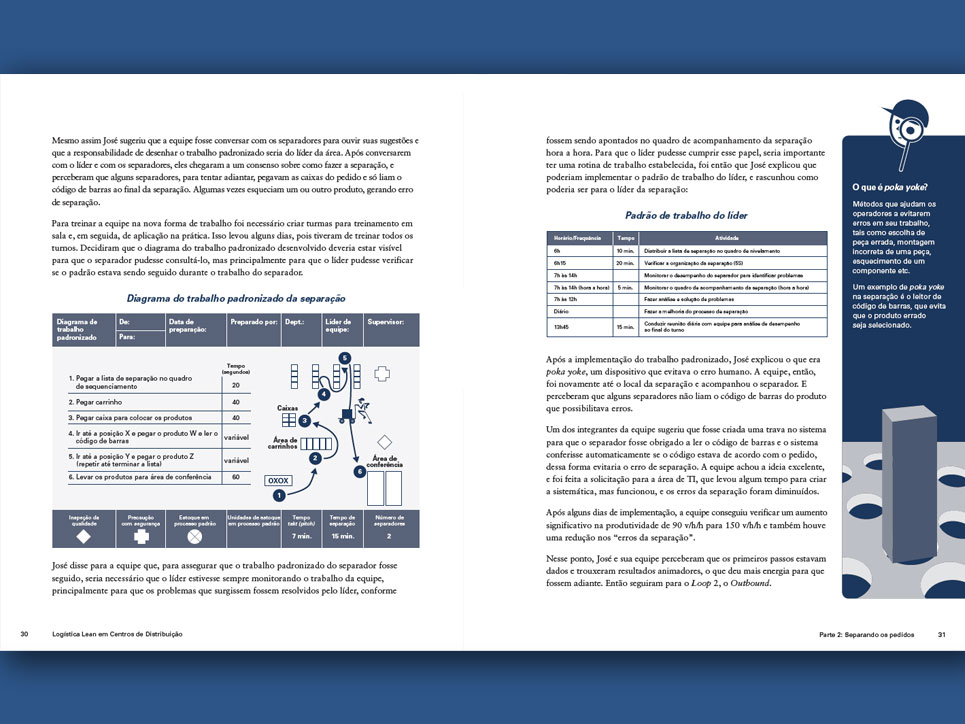 Mesmo assim José sugeriu que a equipe fosse conversar com os separadores para ouvir suas sugestões e
que a responsabilidade de desenhar o trabalho padronizado seria do líder da área. Após conversarem
com o líder e com os separadores, eles chegaram a um consenso sobre como fazer a separação, e
perceberam que alguns separadores, para tentar adiantar, pegavam as caixas do pedido e só liam o
código de barras ao final da separação. Algumas vezes esqueciam um ou outro produto, gerando erro
de separação.
Para treinar a equipe na nova forma de trabalho foi necessário criar turmas para treinamento em
sala e, em seguida, de aplicação na prática. Isso levou alguns dias, pois tiveram de treinar todos os
turnos. Decidiram que o diagrama do trabalho padronizado desenvolvido deveria estar visível
para que o separador pudesse consultá-lo, mas principalmente para que o líder pudesse verificar
se o padrão estava sendo seguido durante o trabalho do separador.
Diagrama do trabalho padronizado da separação
Diagrama de
trabalho
padronizado
De:
Para:
Data de
preparação:
Preparado por:
Dept.:
Líder de
equipe:
Supervisor:
Tempo
(segundos)
1. Pegar a lista de separação no quadro
de sequenciamento
20
2. Pegar carrinho
40
3. Pegar caixa para colocar os produtos
40
4. Ir até a posição X e pegar o produto W e ler o
código de barras
variável
5. Ir até a posição Y e pegar o produto Z
(repetir até terminar a lista)
variável
6. Levar os produtos para área de conferência
60
5
4
Caixas
3
Área de
carrinhos
2
Área de
conferência
6
OXOX
1
Inspeção de
qualidade
Precaução
com segurança
Estoque em
processo padrão
Unidades de estoque
em processo padrão
Tempo
takt (pitch)
7 min.
Tempo de
separação
15 min.
Número de
separadores
2
José disse para a equipe que, para assegurar que o trabalho padronizado do separador fosse
seguido, seria necessário que o líder estivesse sempre monitorando o trabalho da equipe,
principalmente para que os problemas que surgissem fossem resolvidos pelo líder, conforme
30 Logística Lean em Centros de Distribuição
fossem sendo apontados no quadro de acompanhamento da separação
hora a hora. Para que o líder pudesse cumprir esse papel, seria importante
ter uma rotina de trabalho estabelecida, foi então que José explicou que
poderiam implementar o padrão de trabalho do líder, e rascunhou como
poderia ser para o líder da separação:
Padrão de trabalho do líder
Horário/Frequência Tempo Atividade
6h 10 min. Distribuir a lista de separação no quadro de nivelamento
6h15 20 min. Verificar a organização da separação (5S)
7h às 14h Monitorar o desempenho do separador para identificar problemas
7h às 14h (hora a hora) 5 min. Monitorar o quadro de acompanhamento da separação (hora a hora)
7h às 12h Fazer análise e solução de problemas
Diário Fazer a melhoria do processo da separação
13h45 15 min. Conduzir reunião diária com equipe para análise de desempenho
ao final do turno
Após a implementação do trabalho padronizado, José explicou o que era
poka yoke, um dispositivo que evitava o erro humano. A equipe, então,
foi novamente até o local da separação e acompanhou o separador. E
perceberam que alguns separadores não liam o código de barras do produto
que possibilitava erros.
Um dos integrantes da equipe sugeriu que fosse criada uma trava no sistema
para que o separador fosse obrigado a ler o código de barras e o sistema
conferisse automaticamente se o código estava de acordo com o pedido,
dessa forma evitaria o erro de separação. A equipe achou a ideia excelente,
e foi feita a solicitação para a área de TI, que levou algum tempo para criar
a sistemática, mas funcionou, e os erros da separação foram diminuídos.
Após alguns dias de implementação, a equipe conseguiu verificar um aumento
significativo na produtividade de 90 v/h/h para 150 v/h/h e também houve
uma redução nos “erros da separação”.
Nesse ponto, José e sua equipe perceberam que os primeiros passos estavam
dados e trouxeram resultados animadores, o que deu mais energia para que
fossem adiante. Então seguiram para o Loop 2, o Outbound.
O que é poka yoke?
Métodos que ajudam os
operadores a evitarem
erros em seu trabalho,
tais como escolha de
peça errada, montagem
incorreta de uma peça,
esquecimento de um
componente etc.
Um exemplo de poka yoke
na separação é o leitor de
código de barras, que evita
que o produto errado
seja selecionado.
Parte 2: Separando os pedidos 31